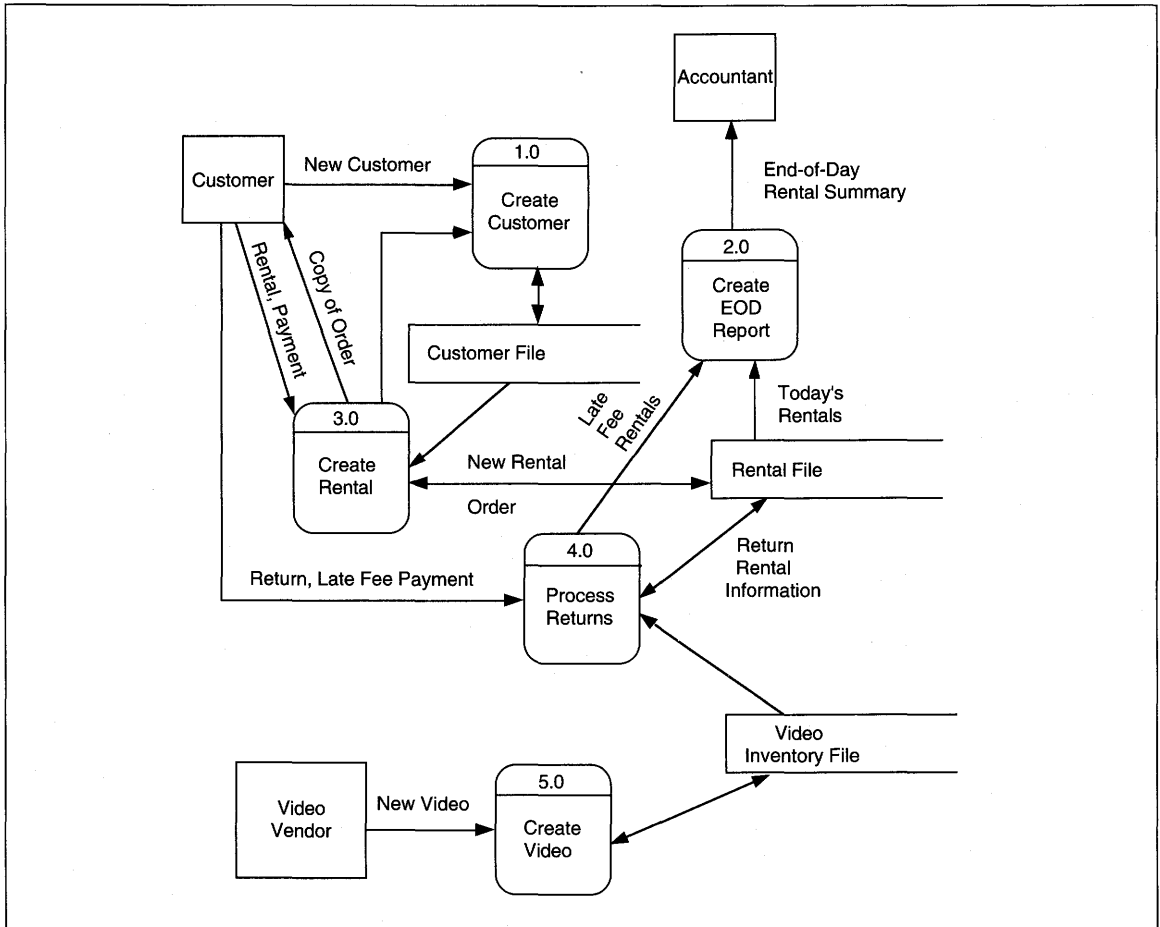 Accountant
Customer
New Customer
1.0
Create
Customer
End-of-Day
Rental Summary
2.0
Create
EOD
Report
Rental, Payment
Copy of Order
Customer File
Late
Fee
Rentals
Today's
Rentals
3.0
Create
Rental
New Rental
Order
Rental File
4.0
Process
Returns
Return
Rental
Information
Return, Late Fee Payment
Video
Inventory File
Video
Vendor
New Video
5.0
Create
Video